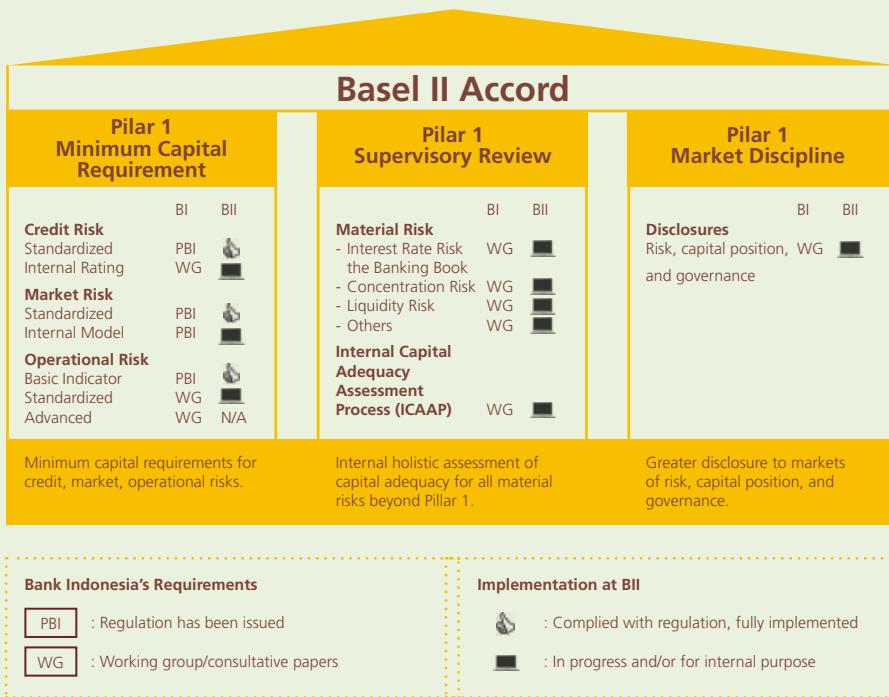 Basel II Accord
Pilar 1
Minimum Capital
Requirement
BI BII
Credit Risk
Standardized PBI
Internal Rating WG
Market Risk
Standardized PBI
Internal Model PBI
Operational Risk
Basic Indicator PBI
Standardized WG
Advanced WG N/A
Minimum capital requirements for
credit, market, operational risks.
Pilar 1
Supervisory Review
BI BII
Material Risk
- Interest Rate Risk WG
the Banking Book
- Concentration Risk WG
- Liquidity Risk WG
- Others WG
Internal Capital
Adequacy
Assessment
Process (ICAAP) WG
Internal holistic assessment of
capital adequacy for all material
risks beyond Pillar 1.
Pilar 1
Market Discipline
BI BII
Disclosures
Risk, capital position, WG
and governance
Greater disclosure to markets
of risk, capital position, and
governance.
Bank Indonesia's Requirements
PBI : Regulation has been issued
WG : Working group/consultative papers
Implementation at BII
: Complied with regulation, fully implemented
: In progress and/or for internal purpose